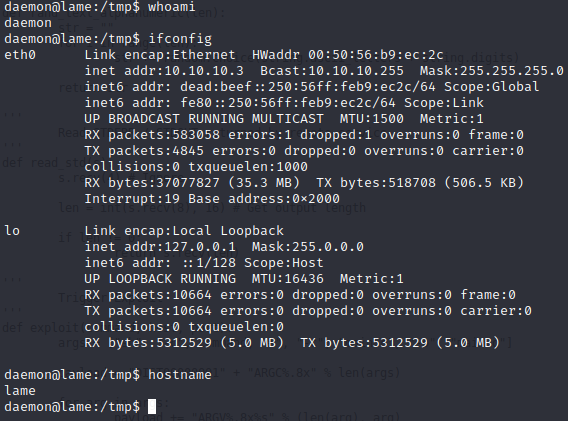 daemon@lame:/tmp$ whoami
daemon
daemon@lame:/tmp$ ifconfig
eth0 Link encap:Ethernet HWaddr 00:50:56:b9:ec:2c
inet addr:10.10.10.3 Bcast:10.10.10.255 Mask:255.255.255.0
inet6 addr: dead:beef::250:56ff:feb9:ec2c/64 Scope:Global
inet6 addr: fe80::250:56ff:feb9:ec2c/64 Scope:Link
UP BROADCAST RUNNING MULTICAST MTU:1500 Metric:1
RX packets:583058 errors:1 dropped:1 overruns:0 frame:0
TX packets:4845 errors:0 dropped:0 overruns:0 carrier:0
collisions:0 txqueuelen:1000
RX bytes:37077827 (35.3 MB) TX bytes:518708 (506.5 KB)
Interrupt:19 Base address:0×2000
lo Link encap:Local Loopback
inet addr:127.0.0.1 Mask:255.0.0.0
inet6 addr: ::1/128 Scope:Host
UP LOOPBACK RUNNING MTU:16436 Metric:1
RX packets:10664 errors:0 dropped:0 overruns:0 frame:0
TX packets:10664 errors:0 dropped:0 overruns:0 carrier:0
collisions:0 txqueuelen:0
RX bytes:5312529 (5.0 MB) TX bytes:5312529 (5.0 MB)
daemon@lame:/tmp$ hostname
lame
daemon@lame:/tmp$